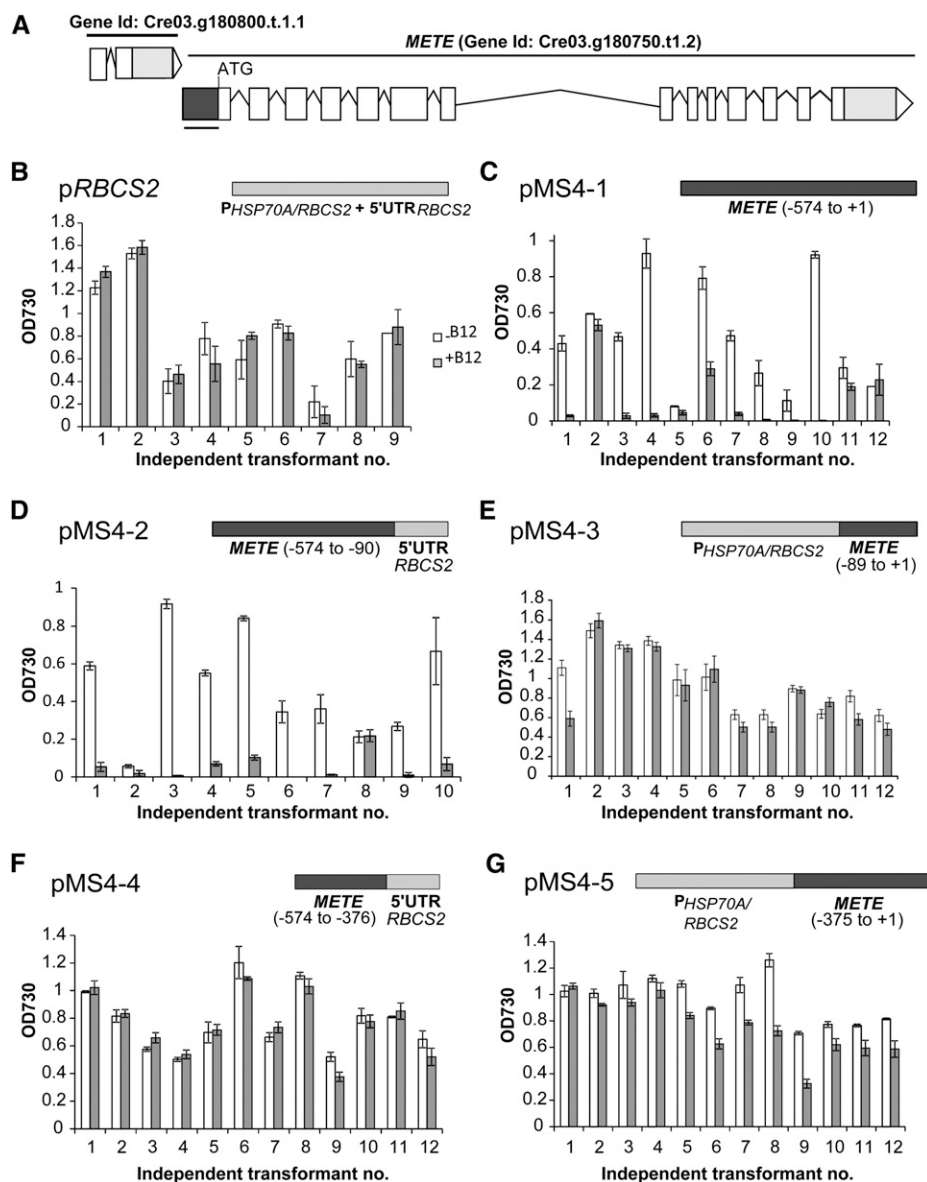 A
Gene Id: Cre03.g180800.t.1.1
METE (Gene Id: Cre03.g180750.t1.2)
ATG
B
pRBCS2
PHSP70A/RBCS2 + 5'UTR RBCS2
OD730
1.8
1.6
1.4
1.2
1
0.8
0.6
0.4
0.2
0
-B12
+B12
1 2 3 4 5 6 7 8 9
Independent transformant no.
C
pMS4-1
METE (-574 to +1)
OD730
1
0.8
0.6
0.4
0.2
0
1 2 3 4 5 6 7 8 9 10 11 12
Independent transformant no.
D
pMS4-2
METE (-574 to -90)
5'UTR
RBCS2
OD730
1
0.8
0.6
0.4
0.2
0
1 2 3 4 5 6 7 8 9 10
Independent transformant no.
E
pMS4-3
PHSP70A/RBCS2
METE
(-89 to +1)
OD730
1.8
1.6
1.4
1.2
1
0.8
0.6
0.4
0.2
0
1 2 3 4 5 6 7 8 9 10 11 12
Independent transformant no.
F
pMS4-4
METE
(-574 to -376)
5'UTR
RBCS2
OD730
1.4
1.2
1
0.8
0.6
0.4
0.2
0
1 2 3 4 5 6 7 8 9 10 11 12
Independent transformant no.
G
pMS4-5
PHSP70A/
RBCS2
METE
(-375 to +1)
OD730
1.4
1.2
1
0.8
0.6
0.4
0.2
0
1 2 3 4 5 6 7 8 9 10 11 12
Independent transformant no.